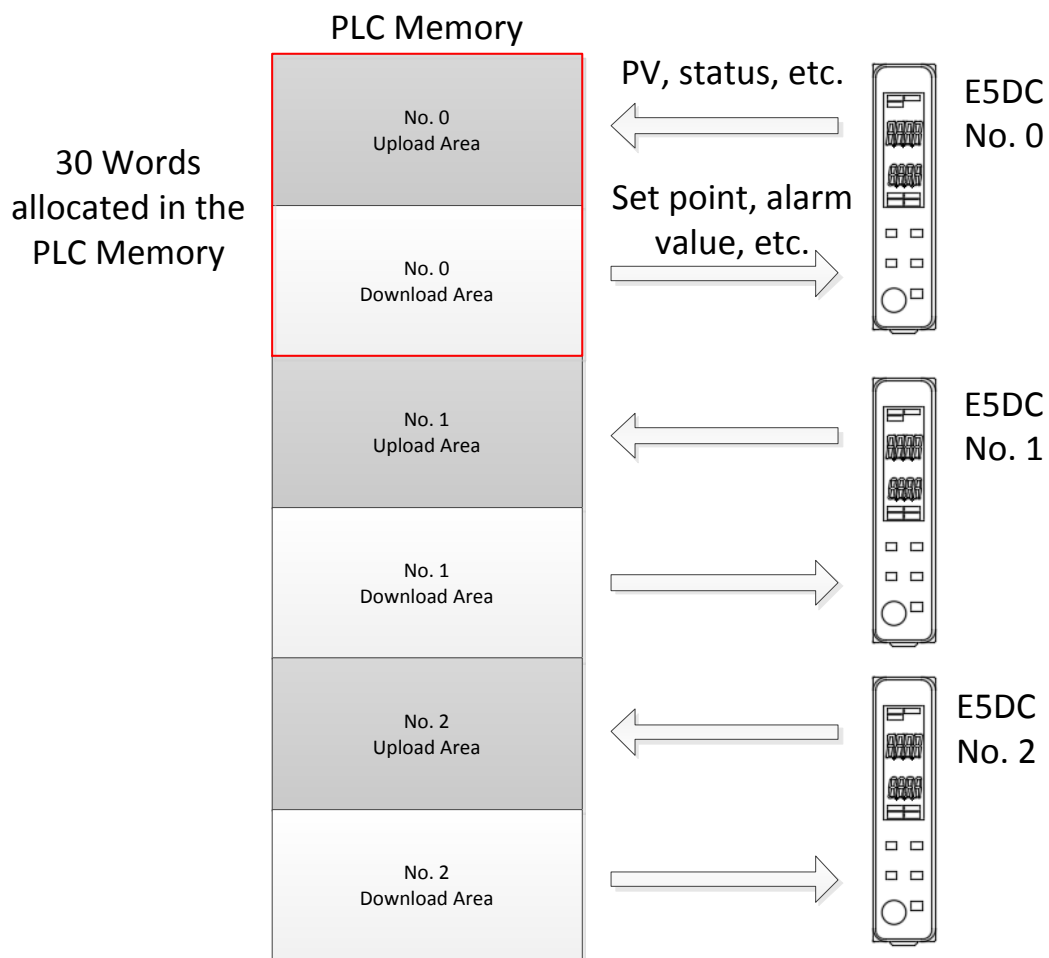 PLC Memory
30 Words
allocated in the
PLC Memory
No. 0
Upload Area
PV, status, etc.
E5DC
No. 0
No. 0
Download Area
Set point, alarm
value, etc.
No. 1
Upload Area
E5DC
No. 1
No. 1
Download Area
No. 2
Upload Area
E5DC
No. 2
No. 2
Download Area